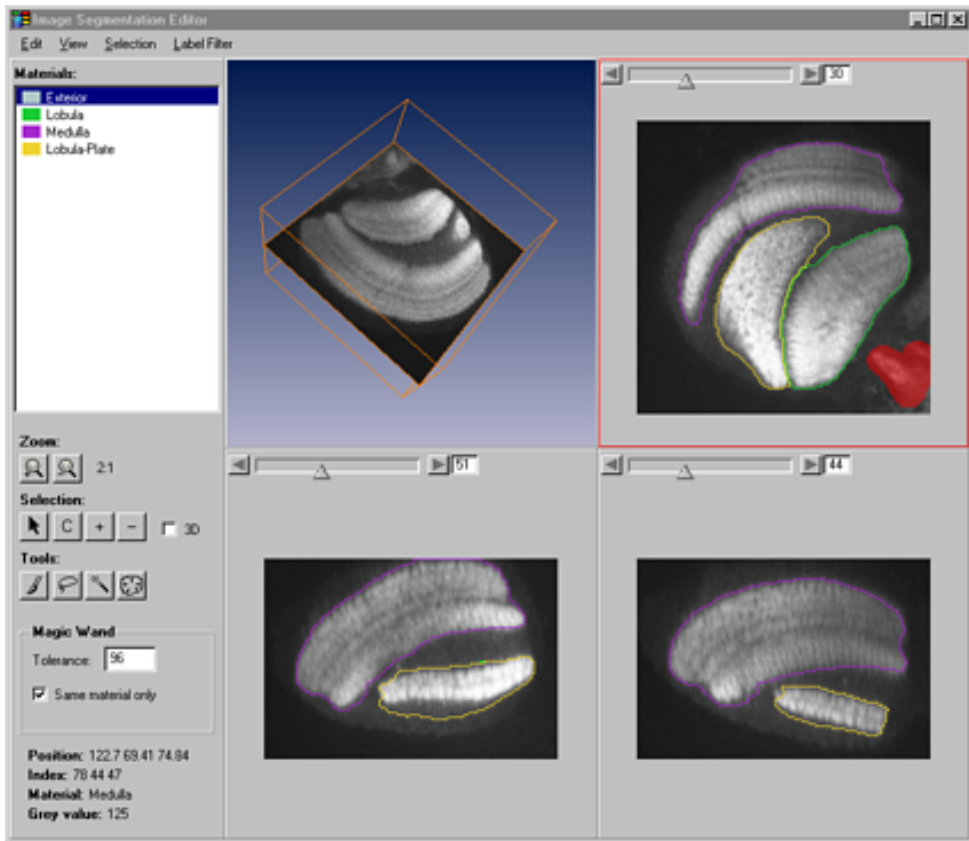 Image Segmentation Editor
Edit View Selection Label Filter
Materials:
Exterior
Lobula
Medulla
Lobula-Plate
30
Zoom:
2:1
51
44
Selection:
C + − 3D
Tools:
Magic Wand
Tolerance: 96
Same material only
Position: 122.7 69.41 74.84
Index: 78 44 47
Material: Medulla
Grey value: 125